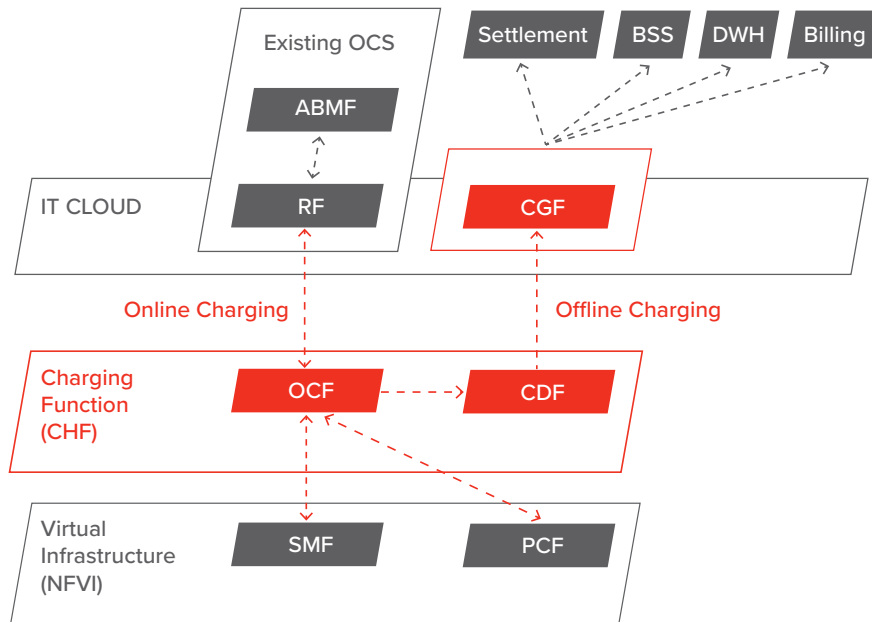 Existing OCS
Settlement
BSS
DWH
Billing
ABMF
IT CLOUD
RF
CGF
Online Charging
Offline Charging
Charging
Function
(CHF)
OCF
CDF
Virtual
Infrastructure
(NFVI)
SMF
PCF